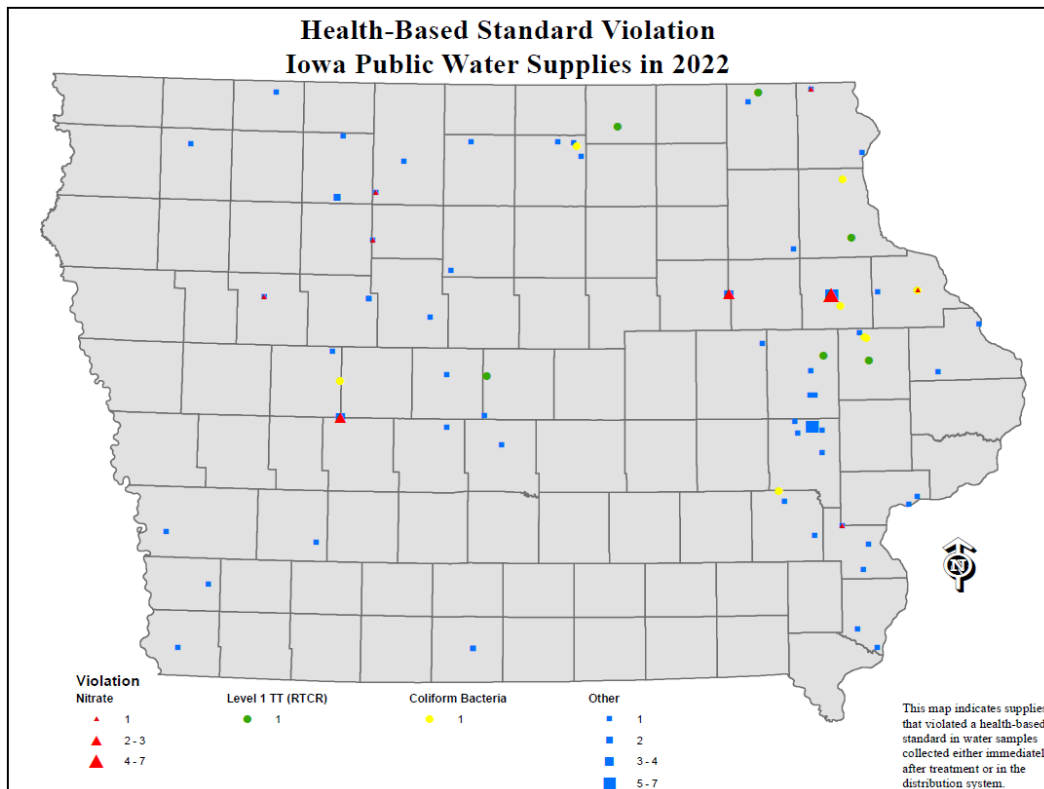 Health-Based Standard Violation
Iowa Public Water Supplies in 2022
N
Violation
Nitrate
1
2 - 3
4 - 7
Level 1 TT (RTCR)
1
Coliform Bacteria
1
Other
1
2
3 - 4
5 - 7
This map indicates supplies
that violated a health-based
standard in water samples
collected either immediatel
after treatment or in the
distribution system.